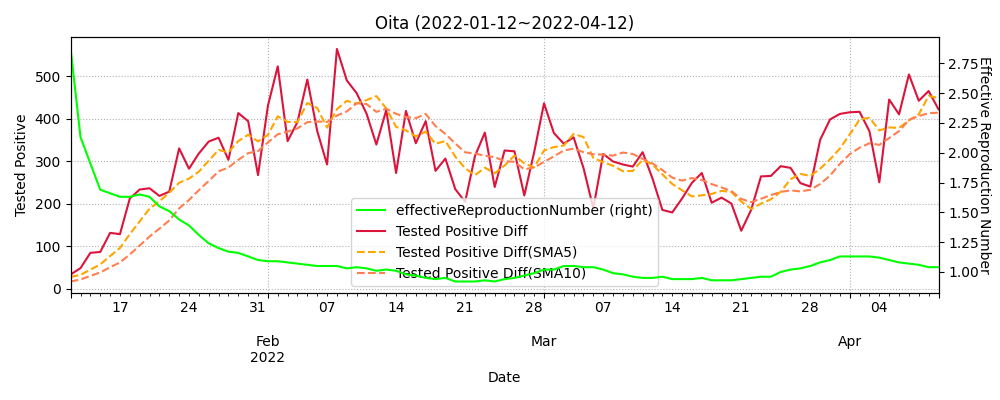 Oita (2022-01-12~2022-04-12)
Tested Positive
500
400
300
200
100
0
2.75
2.50
2.25
2.00
1.75
1.50
1.25
1.00
Effective Reproduction Number
effectiveReproductionNumber (right)
Tested Positive Diff
Tested Positive Diff(SMA5)
Tested Positive Diff(SMA10)
17 24 31 07 14 21 28 07 14 21 28 04
Feb Mar Apr
2022
Date